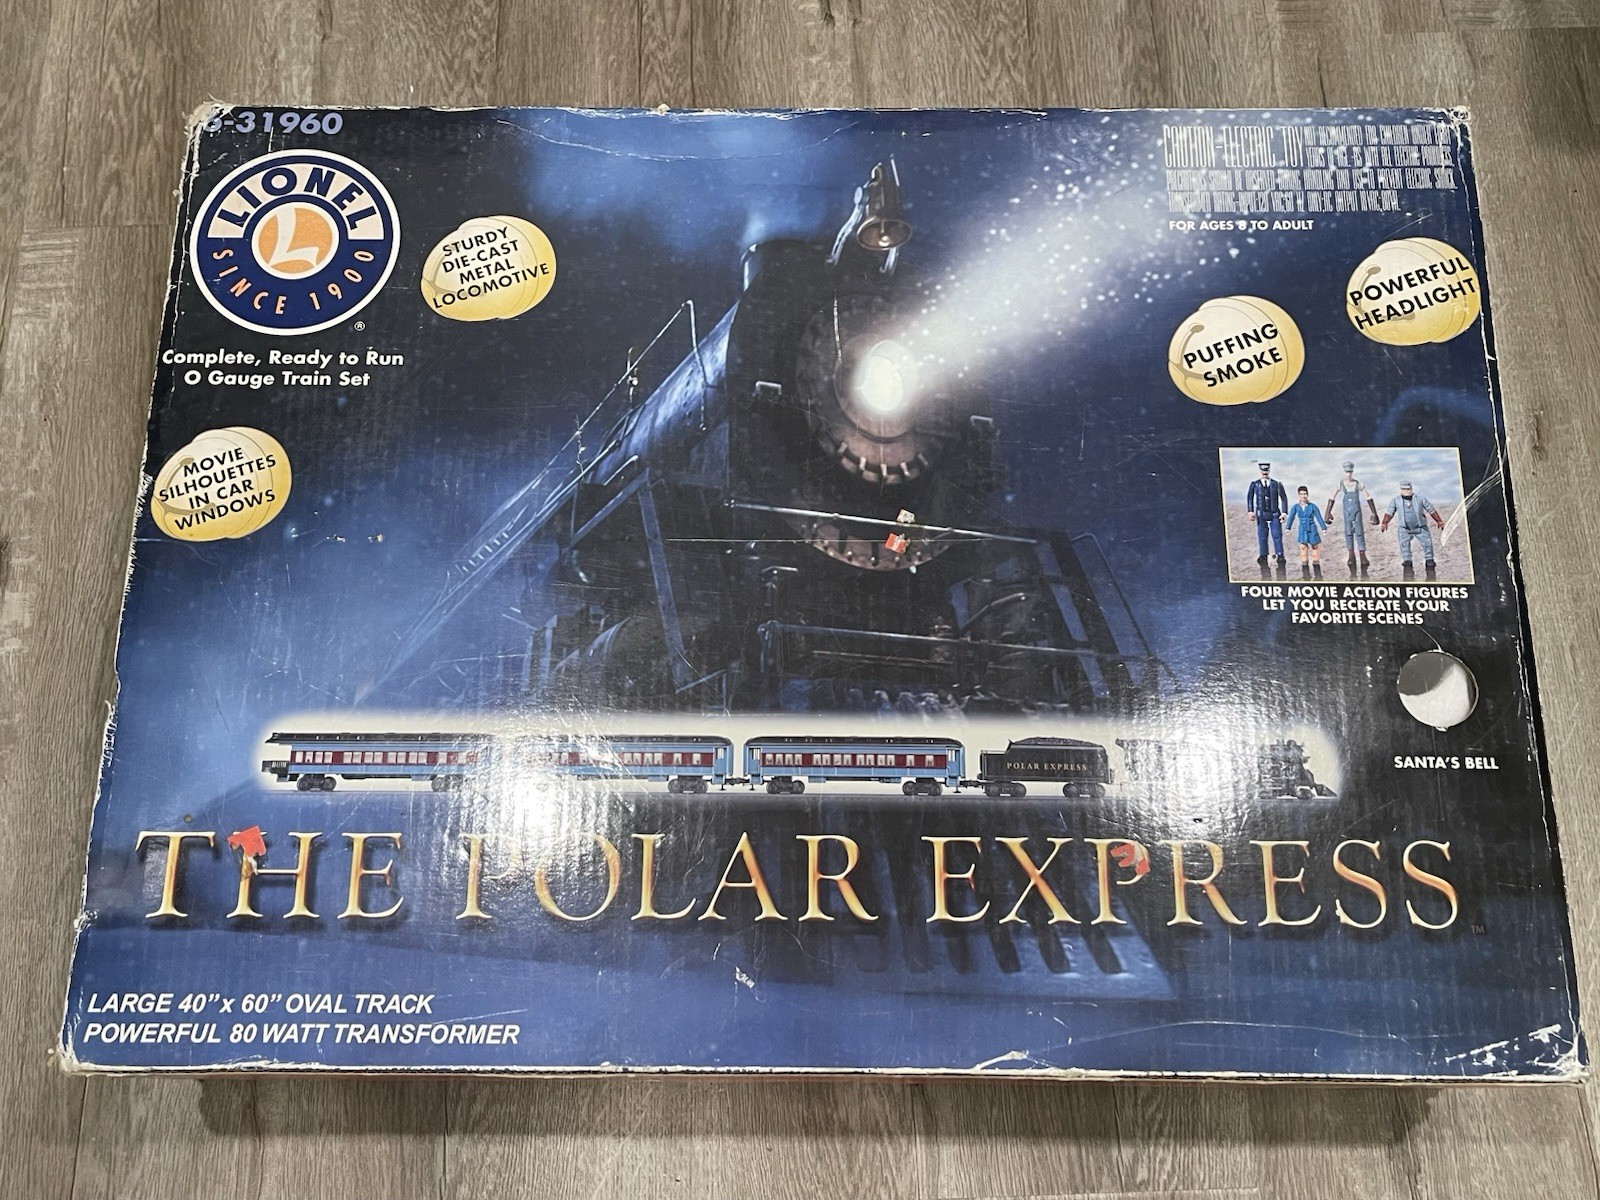 6-31960
LIONEL
SINCE 1900
®
Complete, Ready to Run
O Gauge Train Set
STURDY
DIE-CAST
METAL
LOCOMOTIVE
MOVIE
SILHOUETTES
IN CAR
WINDOWS
CAUTION-ELECTRIC TOY
FOR AGES 8 TO ADULT
POWERFUL
HEADLIGHT
PUFFING
SMOKE
FOUR MOVIE ACTION FIGURES
LET YOU RECREATE YOUR
FAVORITE SCENES
SANTA'S BELL
POLAR EXPRESS
THE POLAR EXPRESS
TM
LARGE 40” x 60” OVAL TRACK
POWERFUL 80 WATT TRANSFORMER